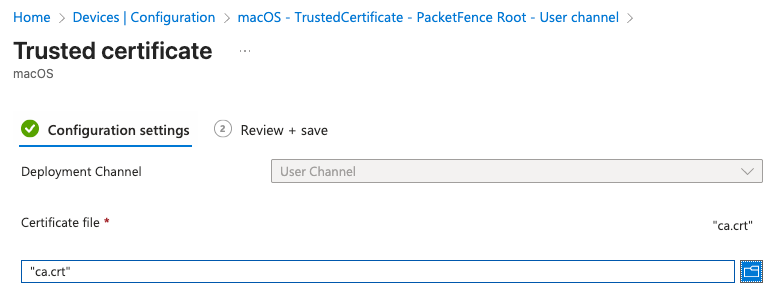 Home > Devices | Configuration > macOS - TrustedCertificate - PacketFence Root - User channel >
Trusted certificate ...
macOS
Configuration settings 2 Review + save
Deployment Channel User Channel
Certificate file * "ca.crt"
"ca.crt"